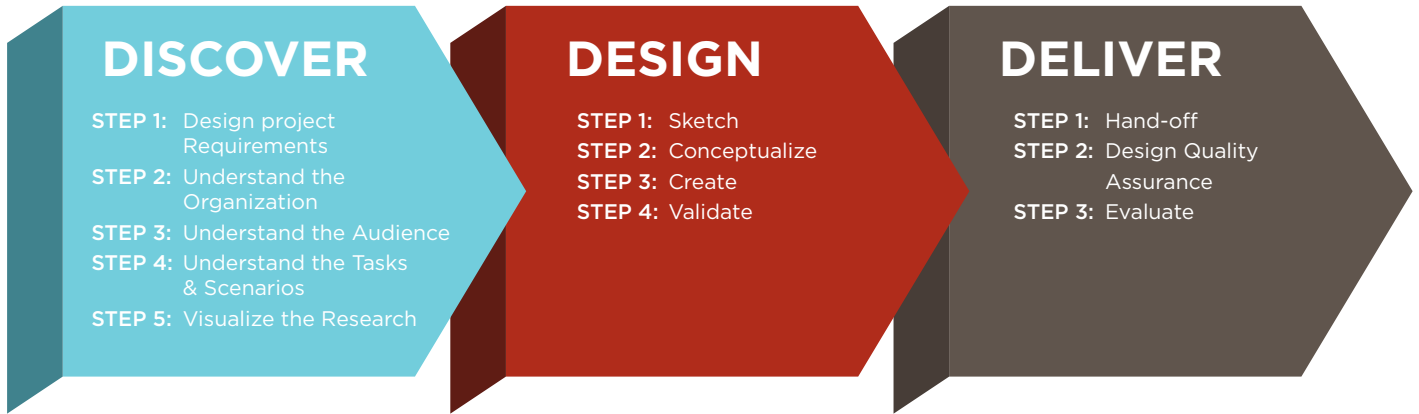 DISCOVER
STEP 1: Design project
Requirements
STEP 2: Understand the
Organization
STEP 3: Understand the Audience
STEP 4: Understand the Tasks
& Scenarios
STEP 5: Visualize the Research
DESIGN
STEP 1: Sketch
STEP 2: Conceptualize
STEP 3: Create
STEP 4: Validate
DELIVER
STEP 1: Hand-off
STEP 2: Design Quality
Assurance
STEP 3: Evaluate